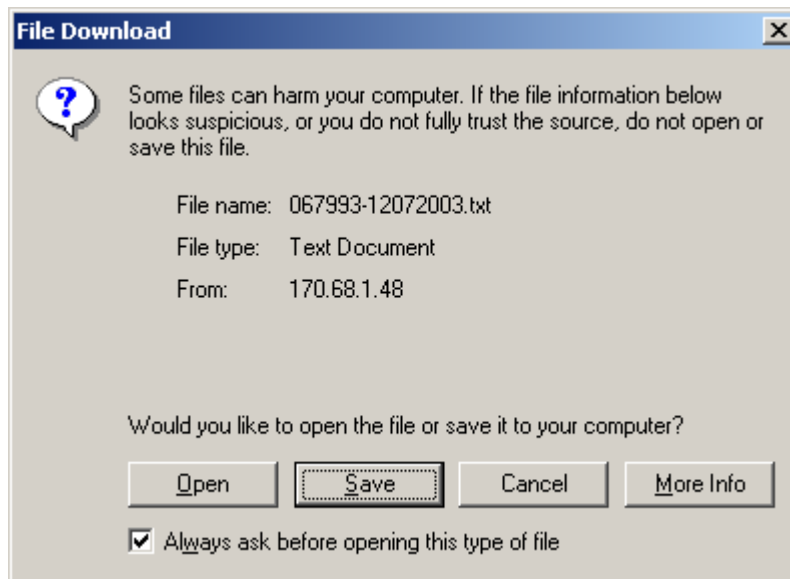 File Download
Some files can harm your computer. If the file information below
looks suspicious, or you do not fully trust the source, do not open or
save this file.
File name: 067993-12072003.txt
File type: Text Document
From: 170.68.1.48
Would you like to open the file or save it to your computer?
Open Save Cancel More Info
Always ask before opening this type of file